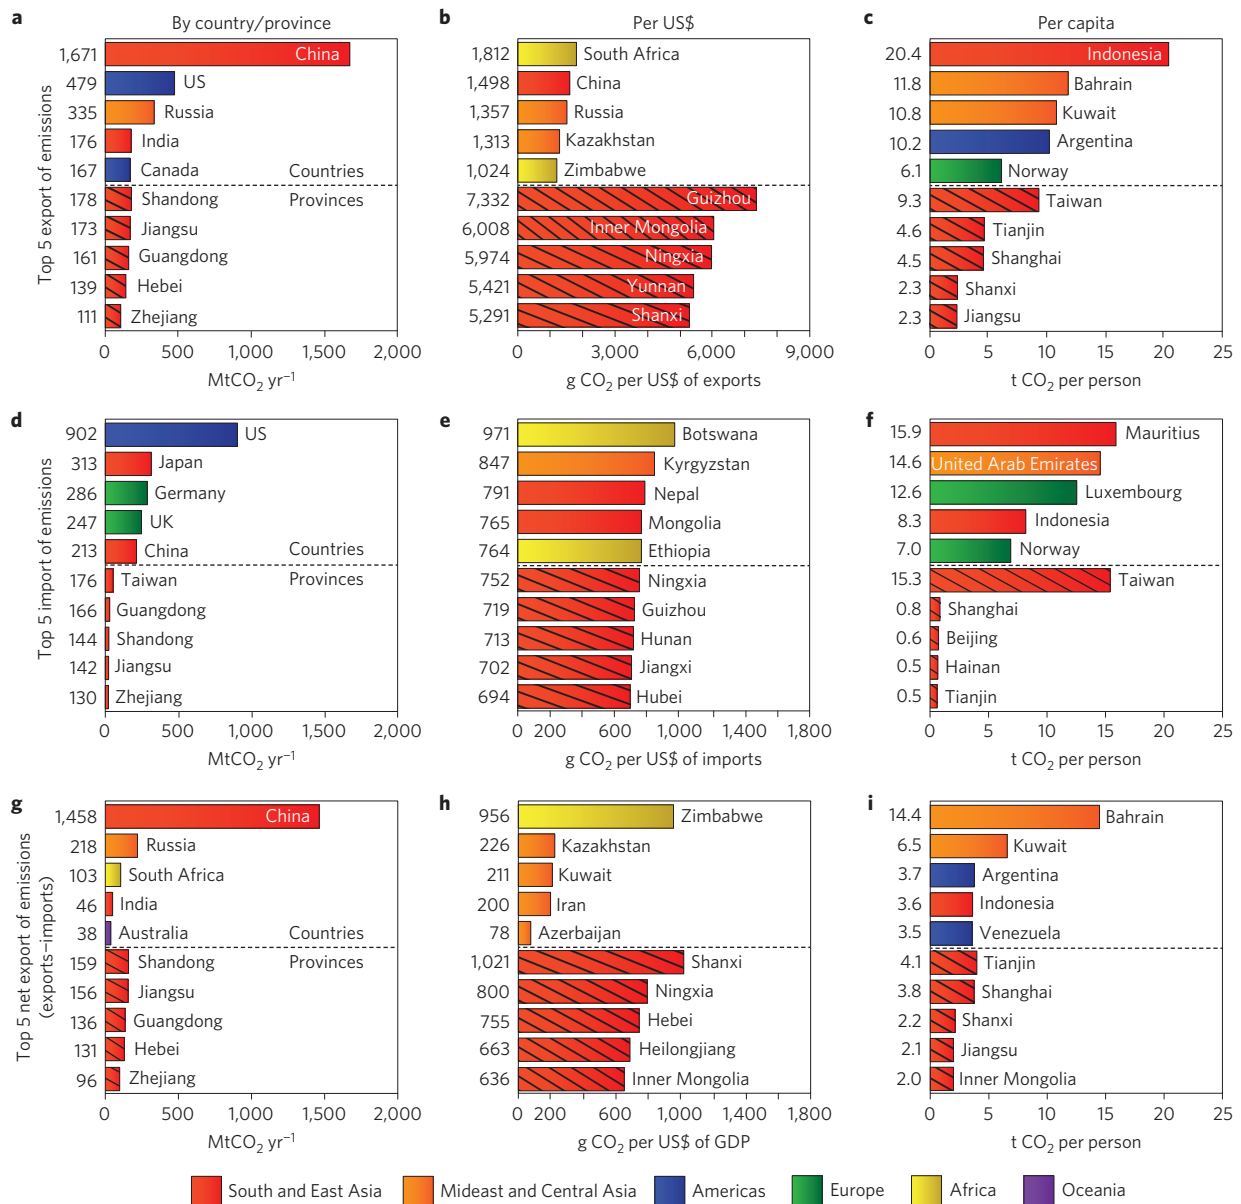 a By country/province
Top 5 export of emissions
1,671 China
479 US
335 Russia
176 India
167 Canada Countries
178 Shandong Provinces
173 Jiangsu
161 Guangdong
139 Hebei
111 Zhejiang
0 500 1,000 1,500 2,000
MtCO₂ yr⁻¹
b Per US$
1,812 South Africa
1,498 China
1,357 Russia
1,313 Kazakhstan
1,024 Zimbabwe
7,332 Guizhou
6,008 Inner Mongolia
5,974 Ningxia
5,421 Yunnan
5,291 Shanxi
0 3,000 6,000 9,000
g CO₂ per US$ of exports
c Per capita
20.4 Indonesia
11.8 Bahrain
10.8 Kuwait
10.2 Argentina
6.1 Norway
9.3 Taiwan
4.6 Tianjin
4.5 Shanghai
2.3 Shanxi
2.3 Jiangsu
0 5 10 15 20 25
t CO₂ per person
d
Top 5 import of emissions
902 US
313 Japan
286 Germany
247 UK
213 China Countries
176 Taiwan Provinces
166 Guangdong
144 Shandong
142 Jiangsu
130 Zhejiang
0 500 1,000 1,500 2,000
MtCO₂ yr⁻¹
e
971 Botswana
847 Kyrgyzstan
791 Nepal
765 Mongolia
764 Ethiopia
752 Ningxia
719 Guizhou
713 Hunan
702 Jiangxi
694 Hubei
0 200 600 1,000 1,400 1,800
g CO₂ per US$ of imports
f
15.9 Mauritius
14.6 United Arab Emirates
12.6 Luxembourg
8.3 Indonesia
7.0 Norway
15.3 Taiwan
0.8 Shanghai
0.6 Beijing
0.5 Hainan
0.5 Tianjin
0 5 10 15 20 25
t CO₂ per person
g
Top 5 net export of emissions
(exports–imports)
1,458 China
218 Russia
103 South Africa
46 India
38 Australia Countries
159 Shandong Provinces
156 Jiangsu
136 Guangdong
131 Hebei
96 Zhejiang
0 500 1,000 1,500 2,000
MtCO₂ yr⁻¹
h
956 Zimbabwe
226 Kazakhstan
211 Kuwait
200 Iran
78 Azerbaijan
1,021 Shanxi
800 Ningxia
755 Hebei
663 Heilongjiang
636 Inner Mongolia
0 200 600 1,000 1,400 1,800
g CO₂ per US$ of GDP
i
14.4 Bahrain
6.5 Kuwait
3.7 Argentina
3.6 Indonesia
3.5 Venezuela
4.1 Tianjin
3.8 Shanghai
2.2 Shanxi
2.1 Jiangsu
2.0 Inner Mongolia
0 5 10 15 20 25
t CO₂ per person
South and East Asia Mideast and Central Asia Americas Europe Africa Oceania